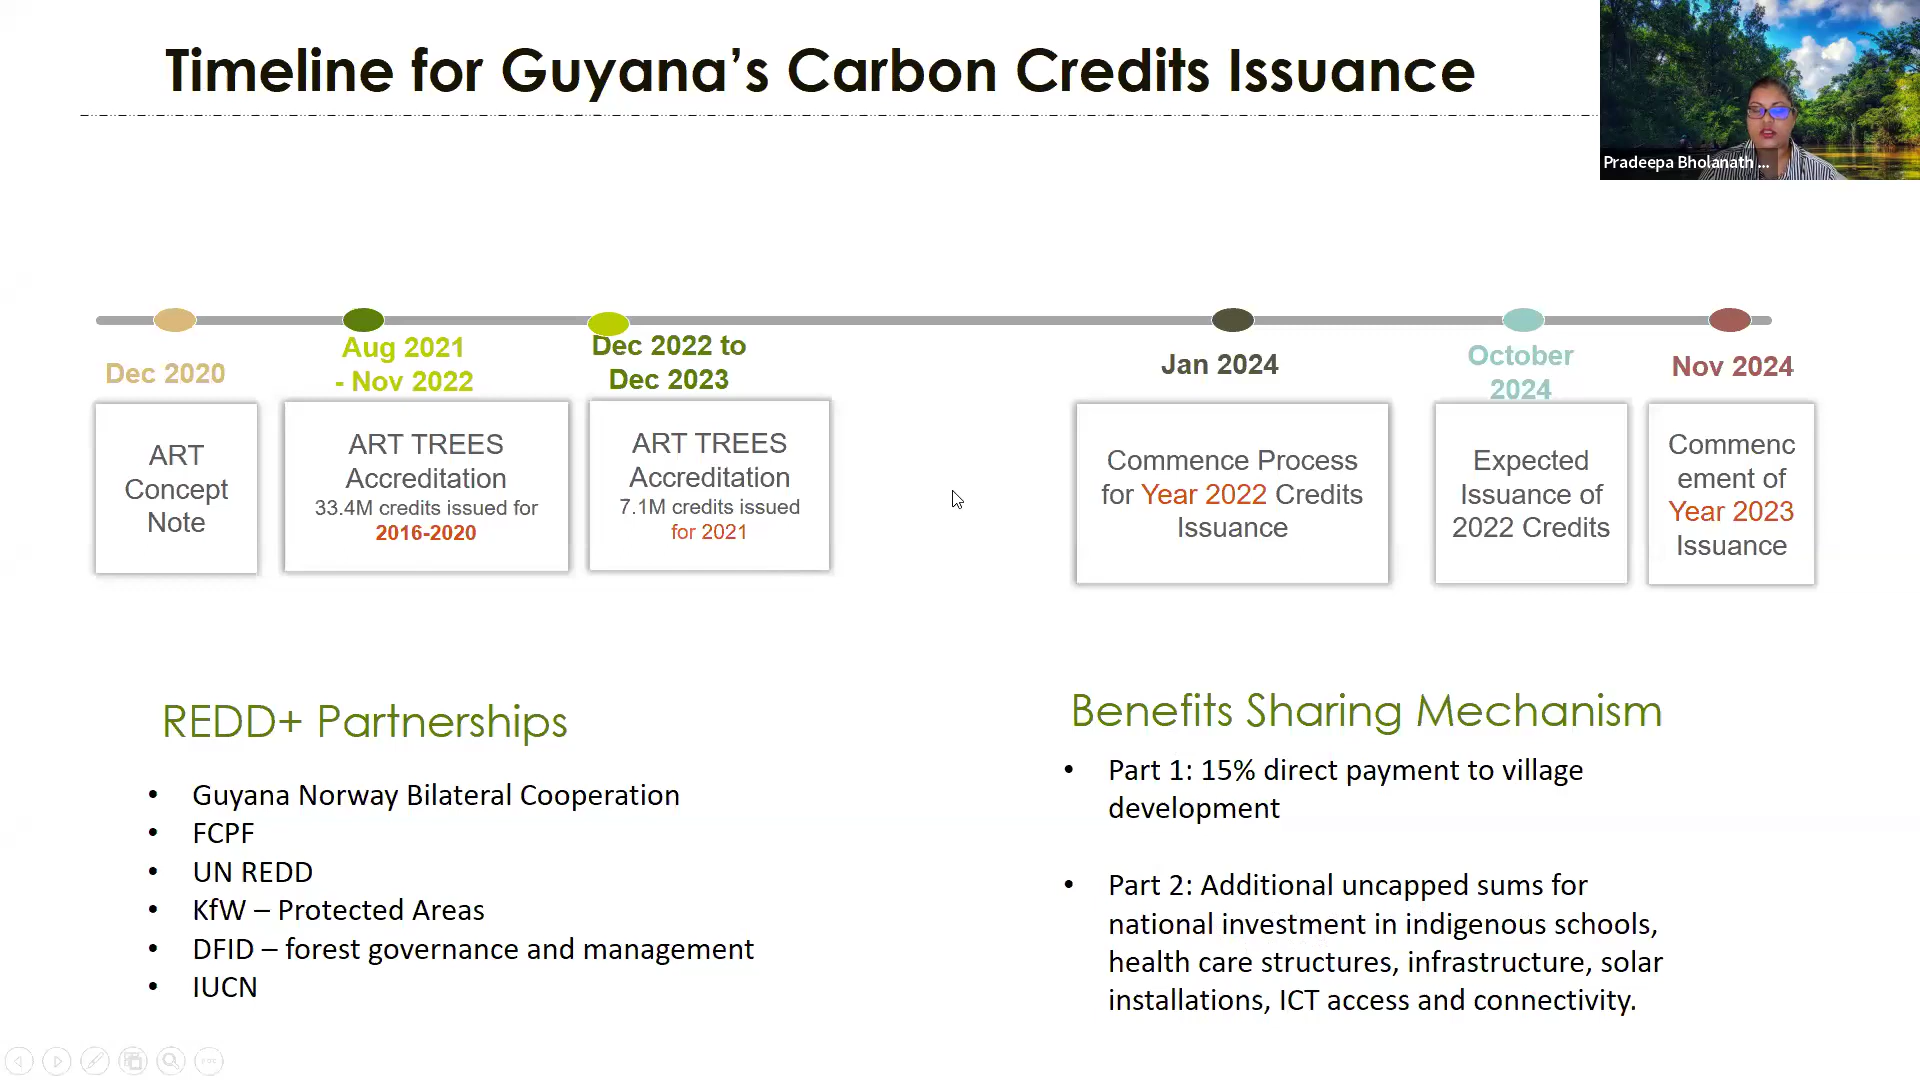 Timeline for Guyana’s Carbon Credits Issuance
Pradeepa Bholanath ...
Dec 2020
ART
Concept
Note
Aug 2021
- Nov 2022
ART TREES
Accreditation
33.4M credits issued for
2016-2020
Dec 2022 to
Dec 2023
ART TREES
Accreditation
7.1M credits issued
for 2021
Jan 2024
Commence Process
for Year 2022 Credits
Issuance
October
2024
Expected
Issuance of
2022 Credits
Nov 2024
Commenc
ement of
Year 2023
Issuance
REDD+ Partnerships
• Guyana Norway Bilateral Cooperation
• FCPF
• UN REDD
• KfW – Protected Areas
• DFID – forest governance and management
• IUCN
Benefits Sharing Mechanism
• Part 1: 15% direct payment to village
development
• Part 2: Additional uncapped sums for
national investment in indigenous schools,
health care structures, infrastructure, solar
installations, ICT access and connectivity.